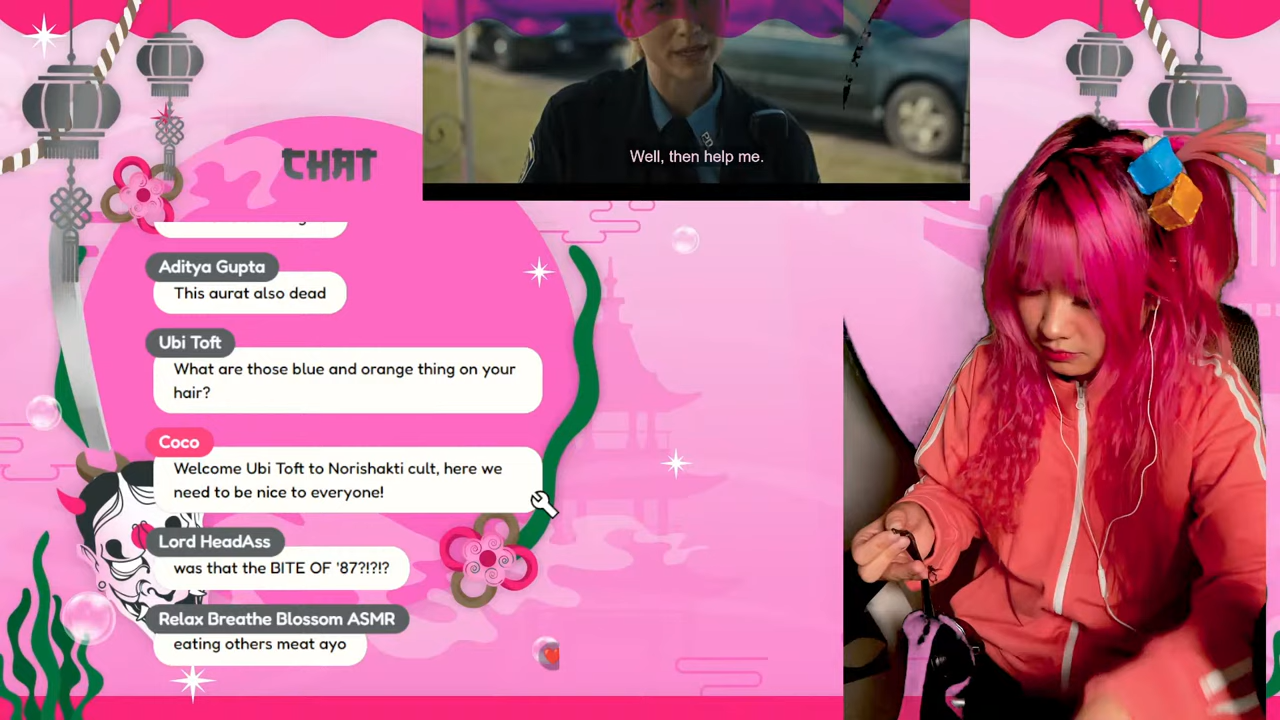 Well, then help me.
CHAT
Aditya Gupta
This aurat also dead
Ubi Toft
What are those blue and orange thing on your
hair?
Coco
Welcome Ubi Toft to Norishakti cult, here we
need to be nice to everyone!
Lord HeadAss
was that the BITE OF '87?!?!?
Relax Breathe Blossom ASMR
eating others meat ayo